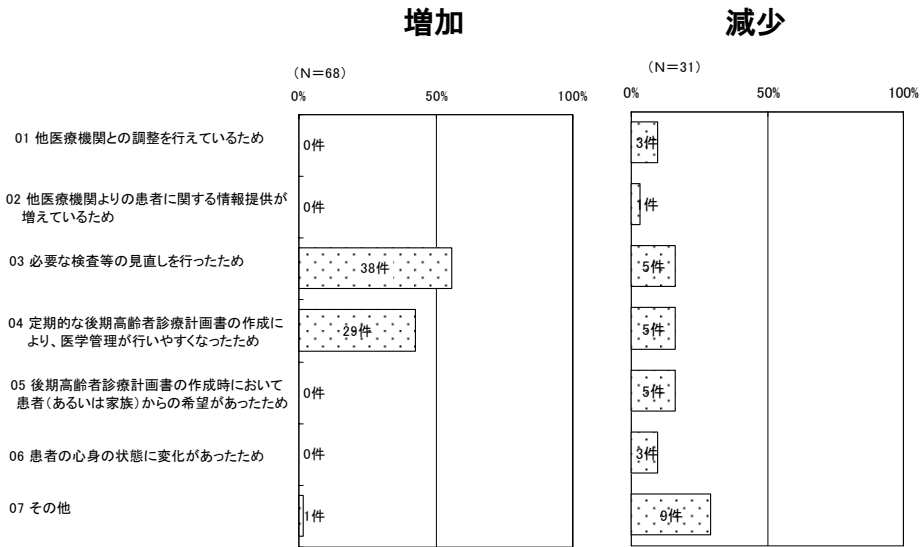 増加
減少
(N=68)
(N=31)
0%
50%
100%
0%
50%
100%
01 他医療機関との調整を行えているため
0件
3件
02 他医療機関よりの患者に関する情報提供が
増えているため
0件
1件
03 必要な検査等の見直しを行ったため
38件
5件
04 定期的な後期高齢者診療計画書の作成に
より、医学管理が行いやすくなったため
29件
5件
05 後期高齢者診療計画書の作成時において
患者(あるいは家族)からの希望があったため
0件
5件
06 患者の心身の状態に変化があったため
0件
3件
07 その他
1件
9件